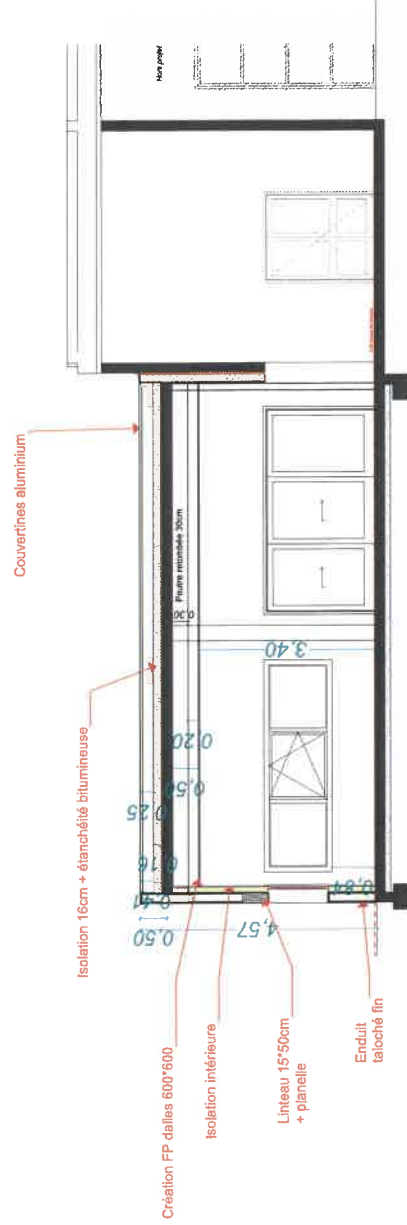 Hors projet
Couvertines aluminium
Isolation 16cm + étanchéité bitumineuse
Poutre retombée 30cm
0,30
3,40
0,20
0,25
0,16
0,41
0,50
4,57
0,84
Création FP dalles 600*600
Isolation intérieure
Linteau 15*50cm
+ planelle
Enduit
taloché fin